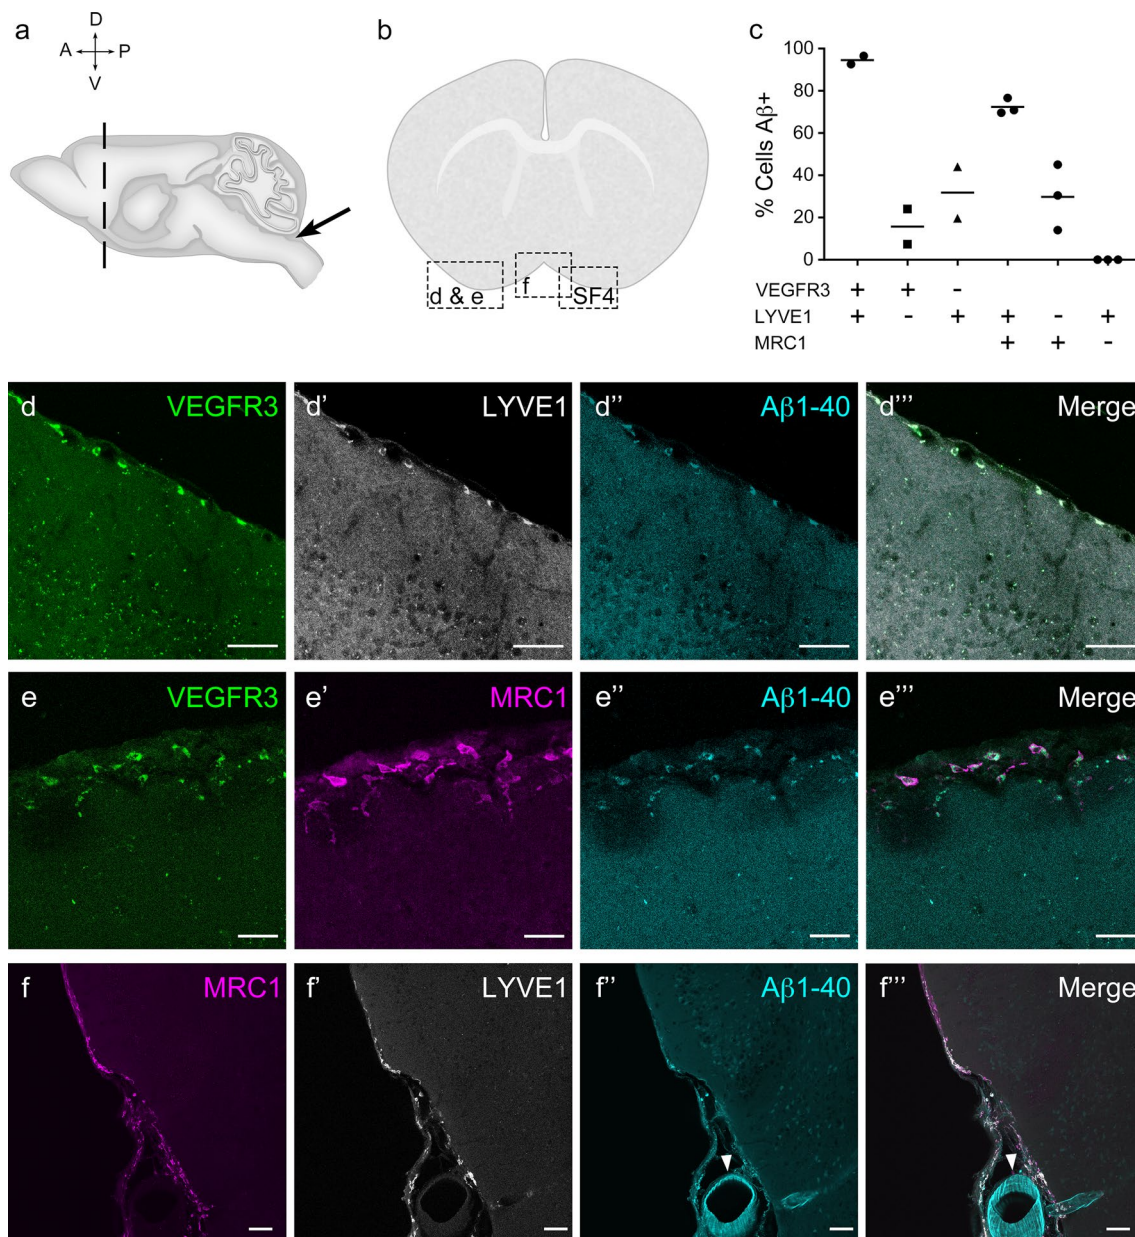 a
D
A P
V
b
d & e
f
SF4
c
% Cells Aβ+
100
80
60
40
20
0
VEGFR3 + + -
LYVE1 + - + + - +
MRC1 + + -
d VEGFR3
d' LYVE1
d'' Aβ1-40
d''' Merge
e VEGFR3
e' MRC1
e'' Aβ1-40
e''' Merge
f MRC1
f' LYVE1
f'' Aβ1-40
f''' Merge